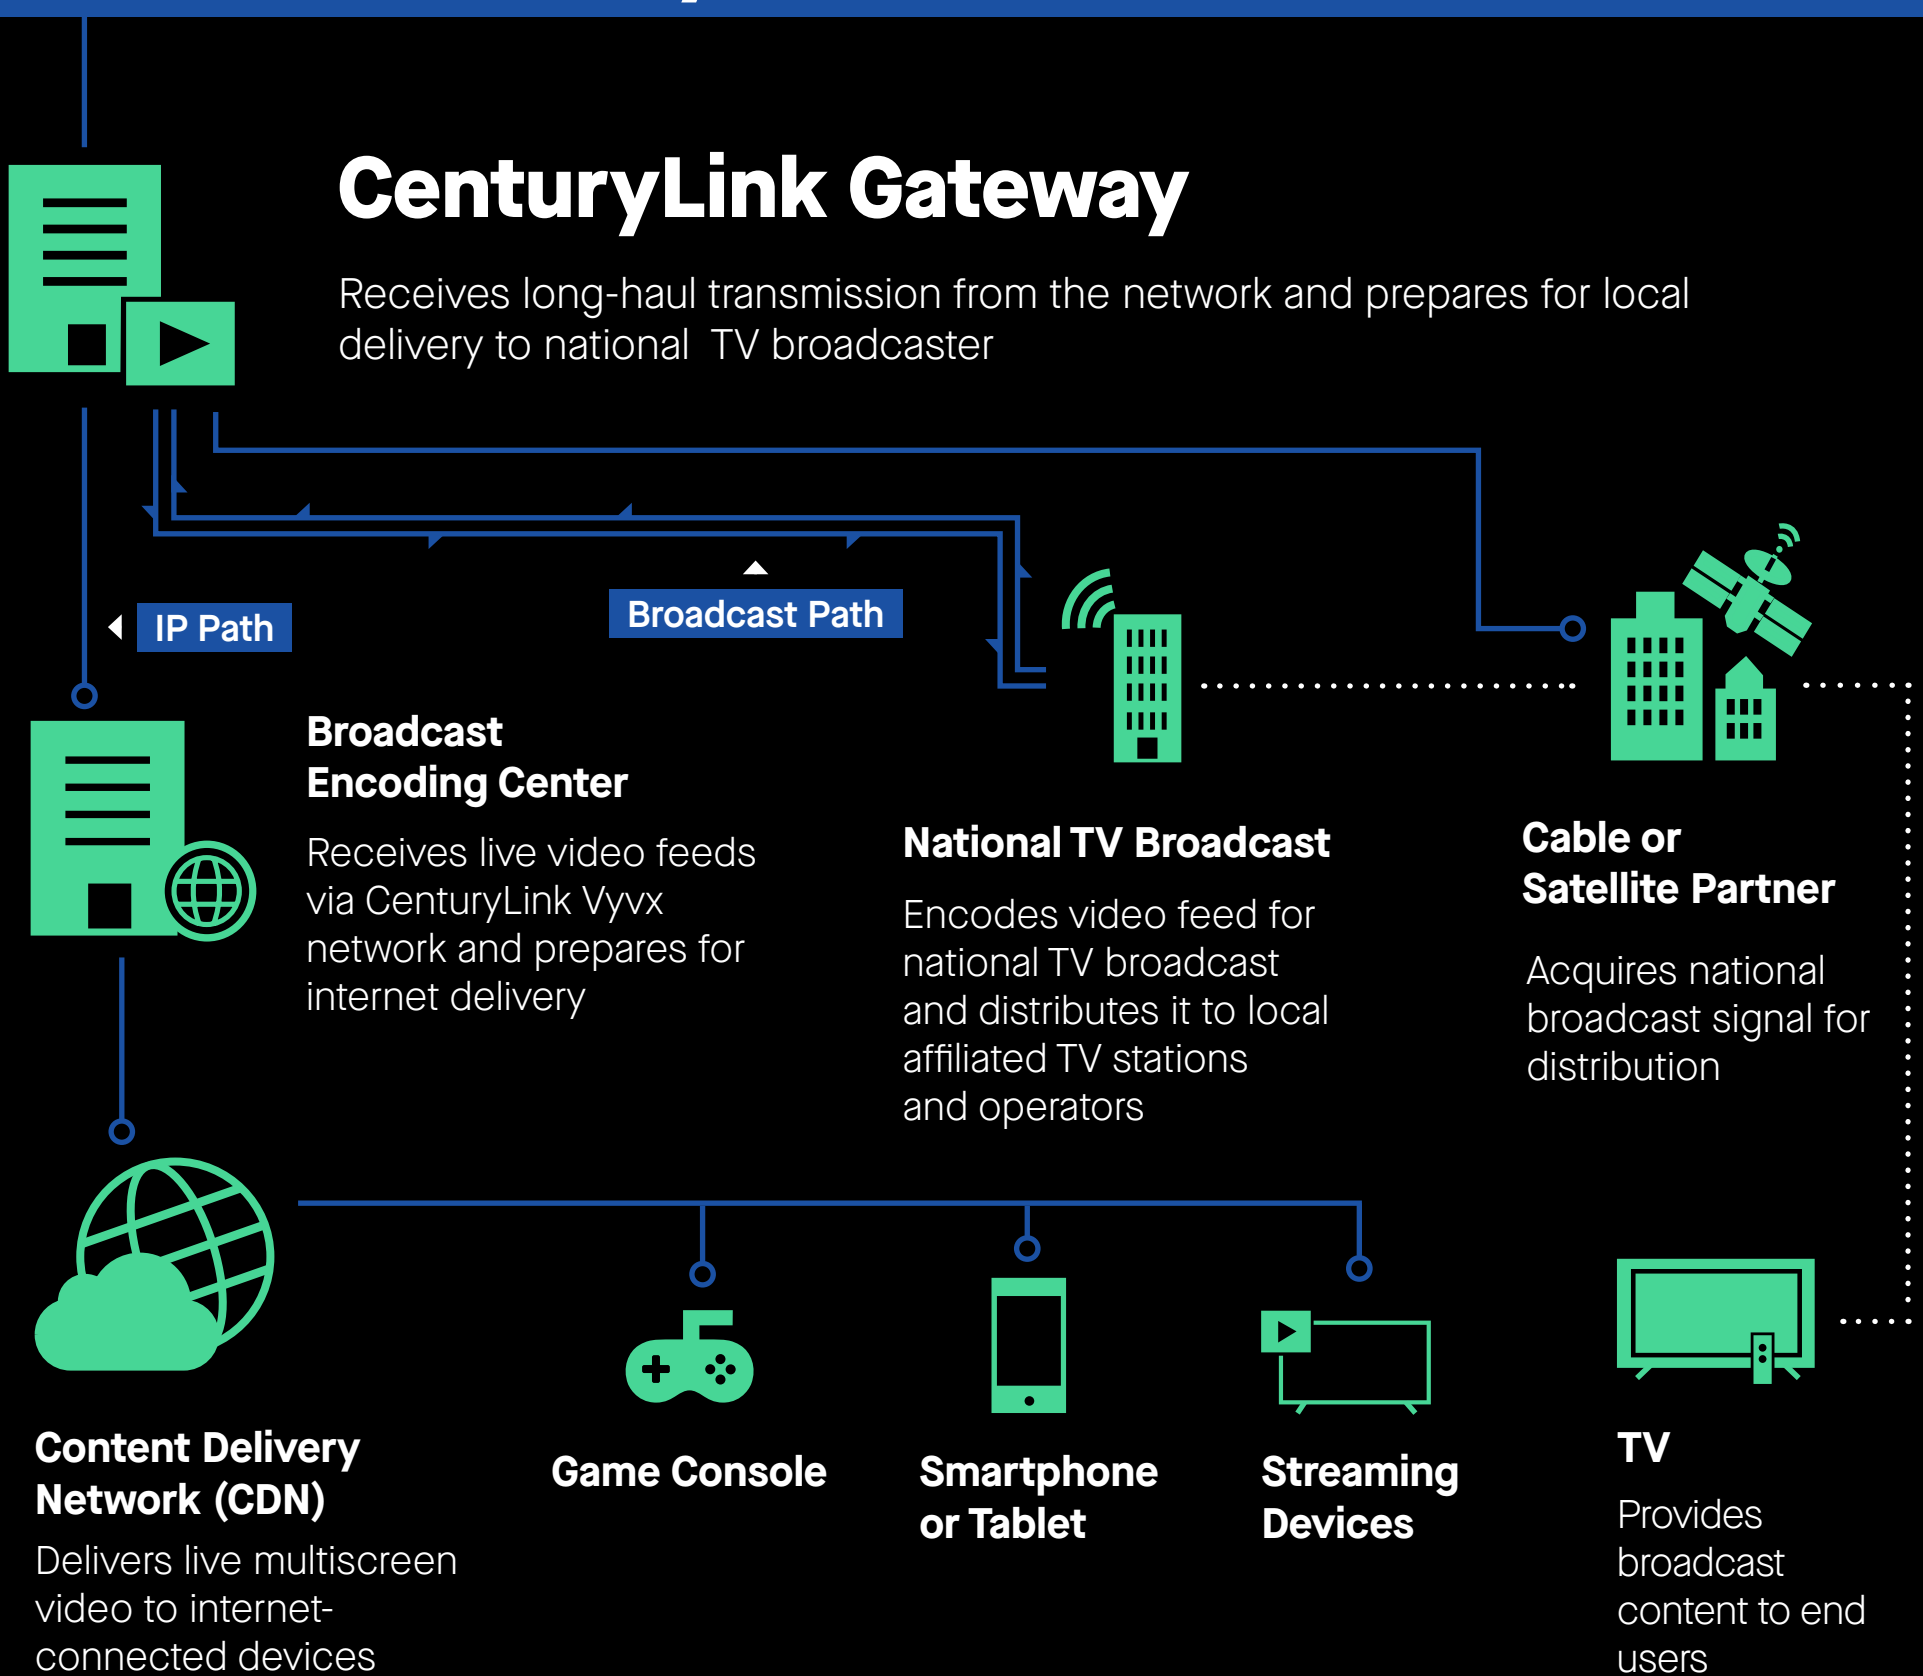 CenturyLink Gateway
Receives long-haul transmission from the network and prepares for local
delivery to national TV broadcaster
IP Path
Broadcast Path
Broadcast
Encoding Center
Receives live video feeds
via CenturyLink Vyvx
network and prepares for
internet delivery
National TV Broadcast
Encodes video feed for
national TV broadcast
and distributes it to local
affiliated TV stations
and operators
Cable or
Satellite Partner
Acquires national
broadcast signal for
distribution
Content Delivery
Network (CDN)
Delivers live multiscreen
video to internet-
connected devices
Game Console
Smartphone
or Tablet
Streaming
Devices
TV
Provides
broadcast
content to end
users